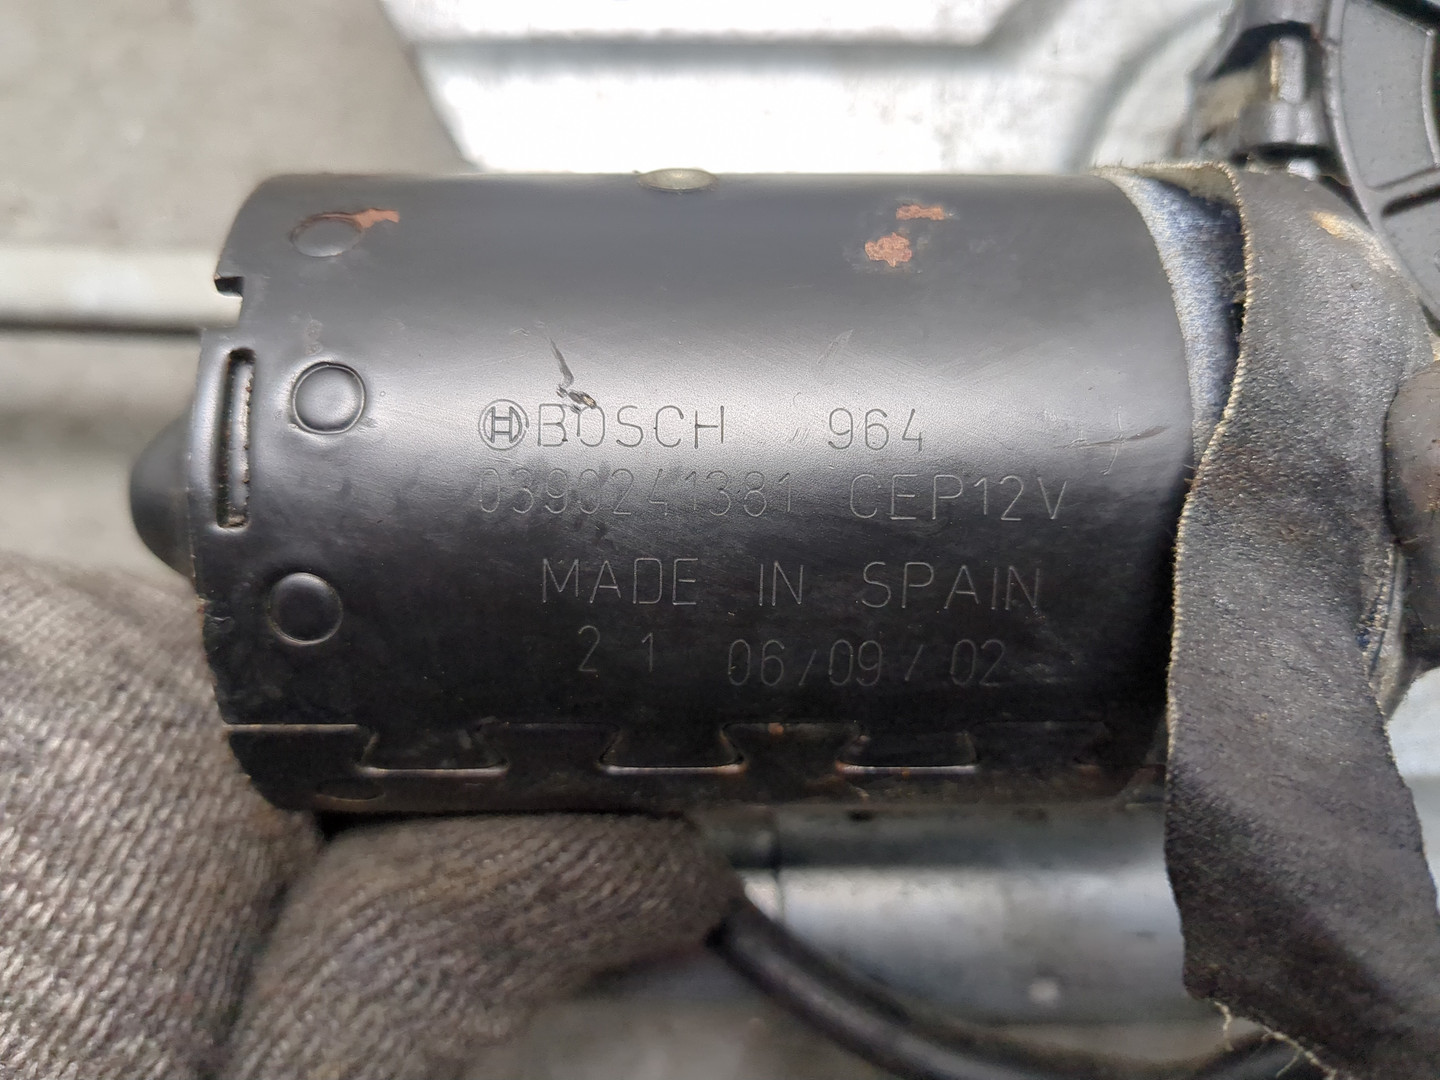 BOSCH 964
0390241381 CEP12V
MADE IN SPAIN
2 1 06/09/02